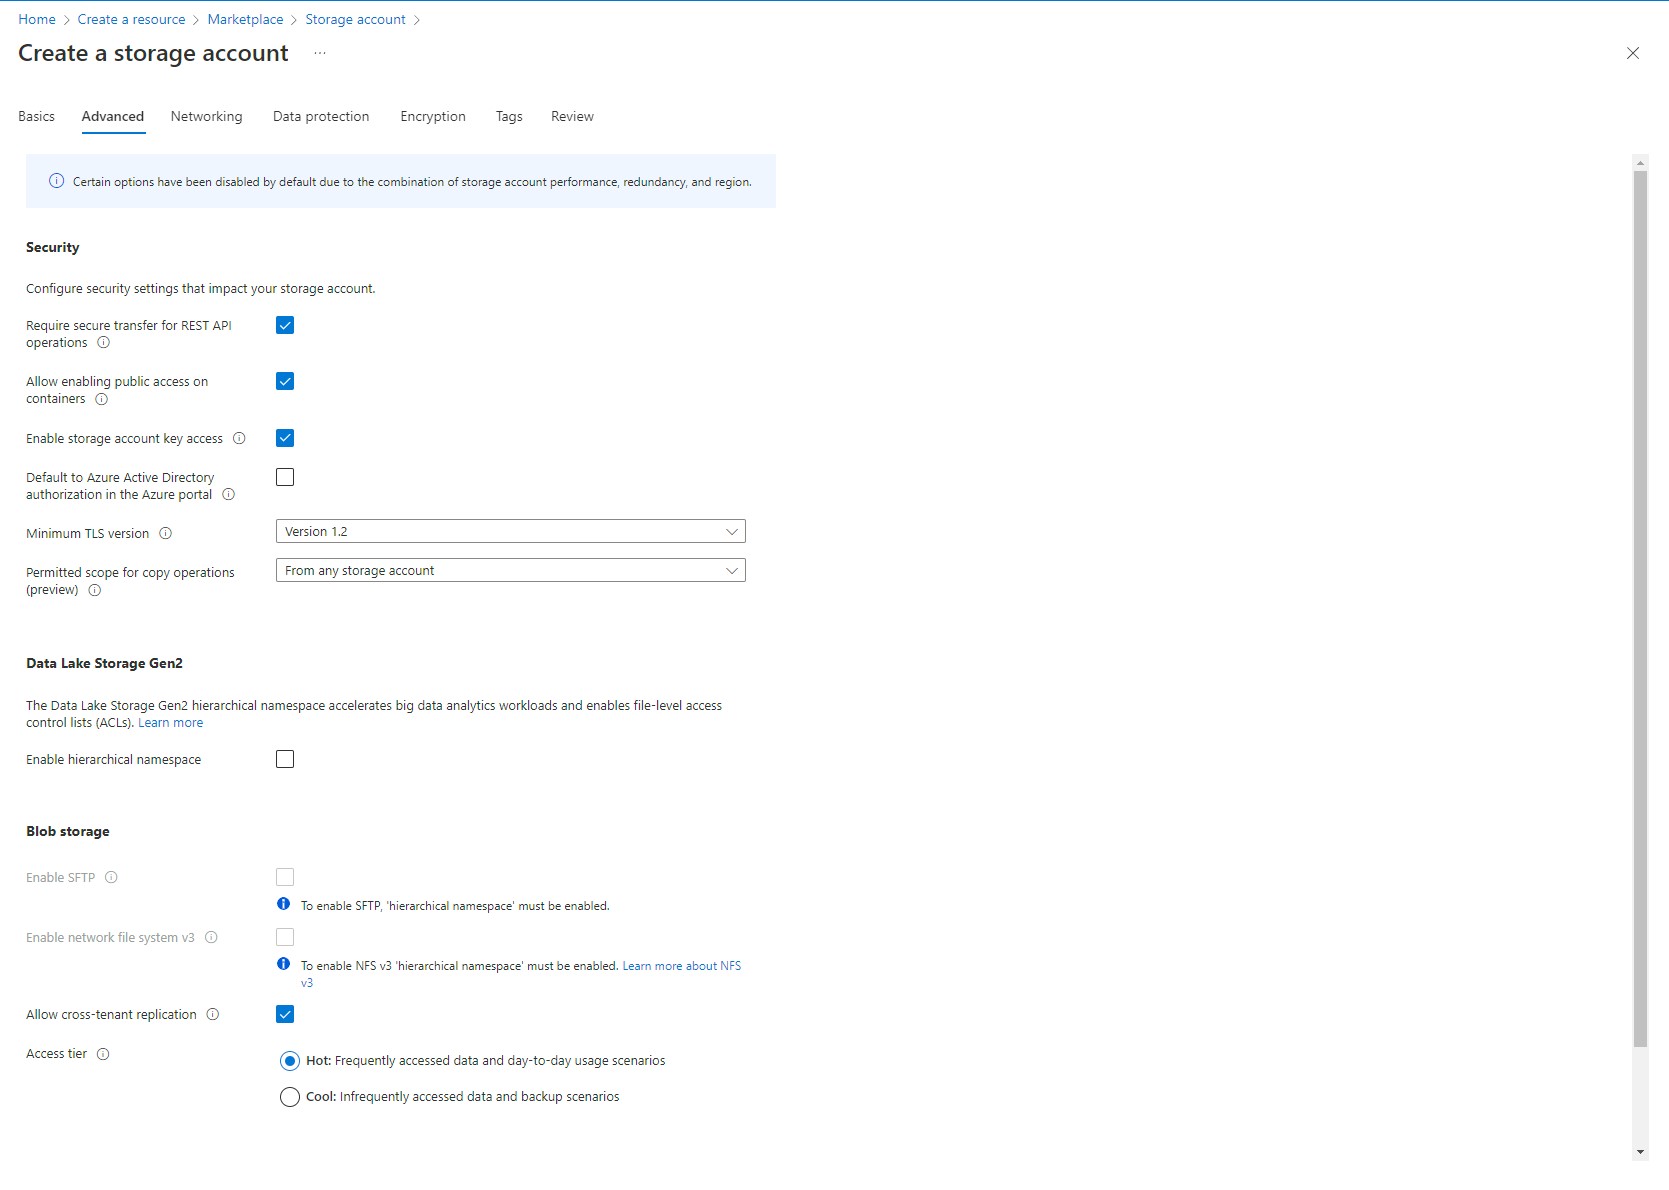 Home > Create a resource > Marketplace > Storage account >
Create a storage account ...
Basics Advanced Networking Data protection Encryption Tags Review
Certain options have been disabled by default due to the combination of storage account performance, redundancy, and region.
Security
Configure security settings that impact your storage account.
Require secure transfer for REST API
operations
Allow enabling public access on
containers
Enable storage account key access
Default to Azure Active Directory
authorization in the Azure portal
Minimum TLS version
Version 1.2
Permitted scope for copy operations
(preview)
From any storage account
Data Lake Storage Gen2
The Data Lake Storage Gen2 hierarchical namespace accelerates big data analytics workloads and enables file-level access
control lists (ACLs). Learn more
Enable hierarchical namespace
Blob storage
Enable SFTP
To enable SFTP, 'hierarchical namespace' must be enabled.
Enable network file system v3
To enable NFS v3 'hierarchical namespace' must be enabled. Learn more about NFS
v3
Allow cross-tenant replication
Access tier
Hot: Frequently accessed data and day-to-day usage scenarios
Cool: Infrequently accessed data and backup scenarios